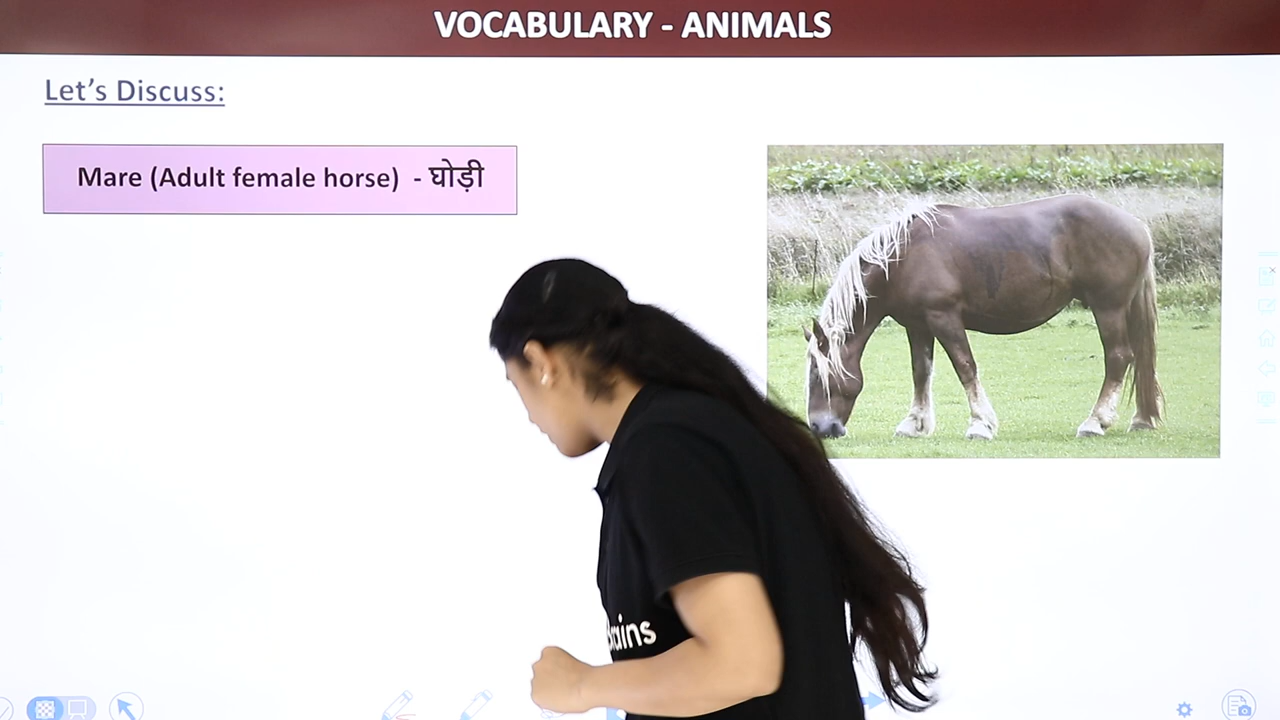 VOCABULARY - ANIMALS
Let’s Discuss:
Mare (Adult female horse) - घोड़ी